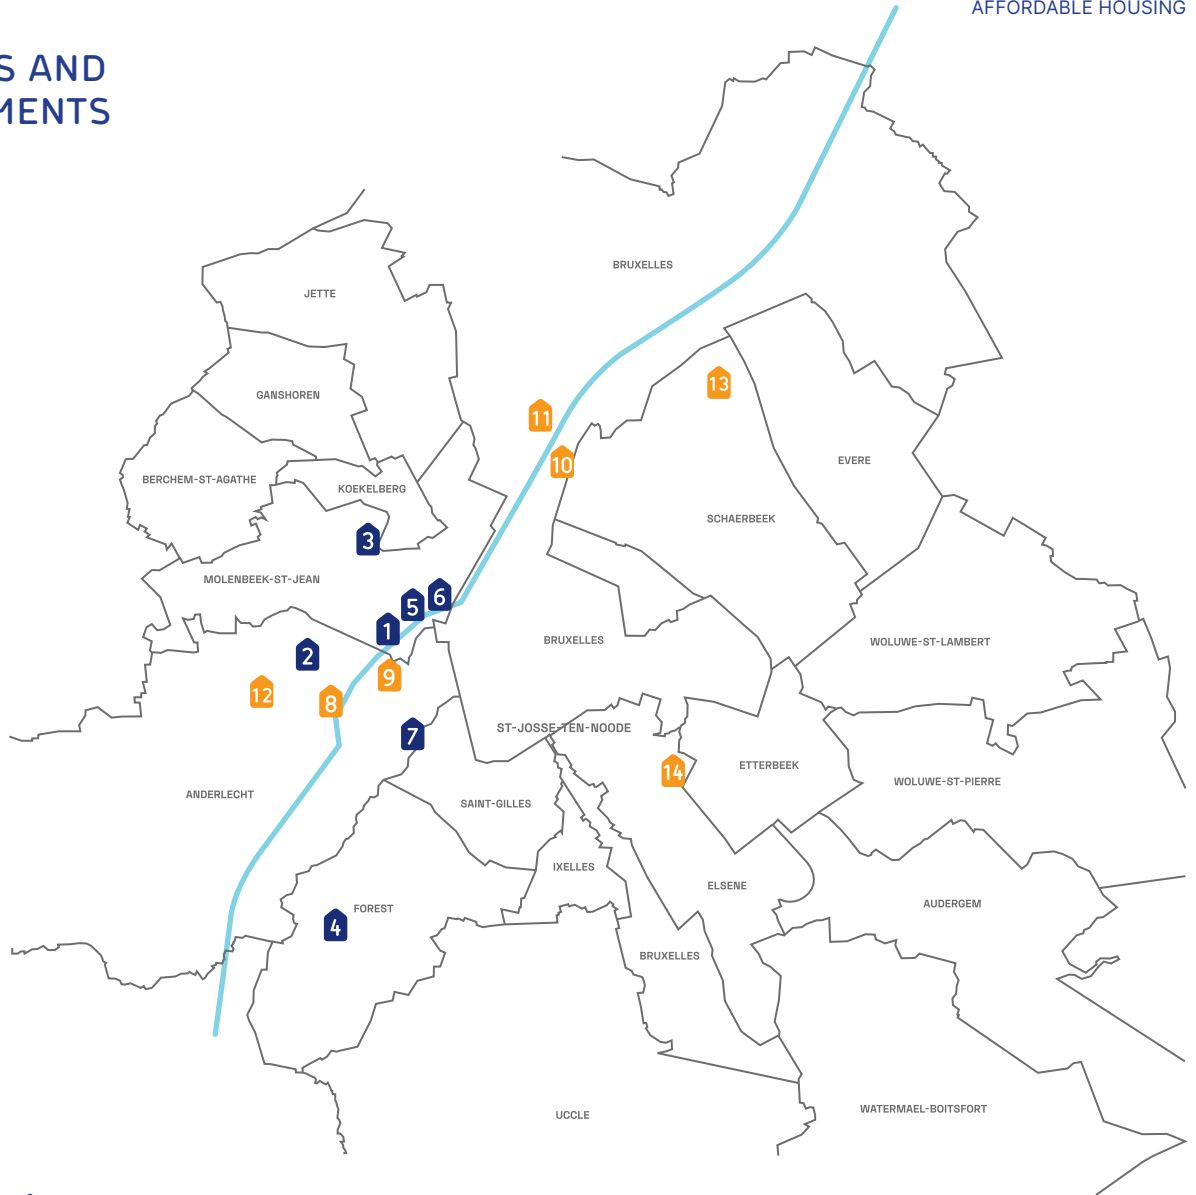 AFFORDABLE HOUSING
S AND
MENTS
BRUXELLES
JETTE
13
GANSHOREN
11
10
EVERE
BERCHEM-ST-AGATHE
KOEKELBERG
SCHAERBEEK
3
MOLENBEEK-ST-JEAN
6
5
1
BRUXELLES
WOLUWE-ST-LAMBERT
2
9
12
8
ST-JOSSE-TEN-NOODE
7
14
ETTERBEEK
WOLUWE-ST-PIERRE
ANDERLECHT
SAINT-GILLES
IXELLES
ELSENE
AUDERGEM
FOREST
4
BRUXELLES
WATERMAEL-BOITSFORT
UCCLE